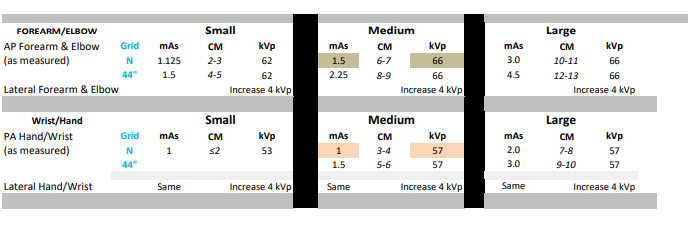 FOREARM/ELBOW Small Medium Large
AP Forearm & Elbow Grid mAs CM kVp mAs CM kVp mAs CM kVp
(as measured) N 1.125 2-3 62 1.5 6-7 66 3.0 10-11 66
44" 1.5 4-5 62 2.25 8-9 66 4.5 12-13 66
Lateral Forearm & Elbow Increase 4 kVp Increase 4 kVp Increase 4 kVp
Wrist/Hand Small Medium Large
PA Hand/Wrist Grid mAs CM kVp mAs CM kVp mAs CM kVp
(as measured) N 1 ≤2 53 1 3-4 57 2.0 7-8 57
44" 1.5 5-6 57 3.0 9-10 57
Lateral Hand/Wrist Same Increase 4 kVp Same Increase 4 kVp Same Increase 4 kVp